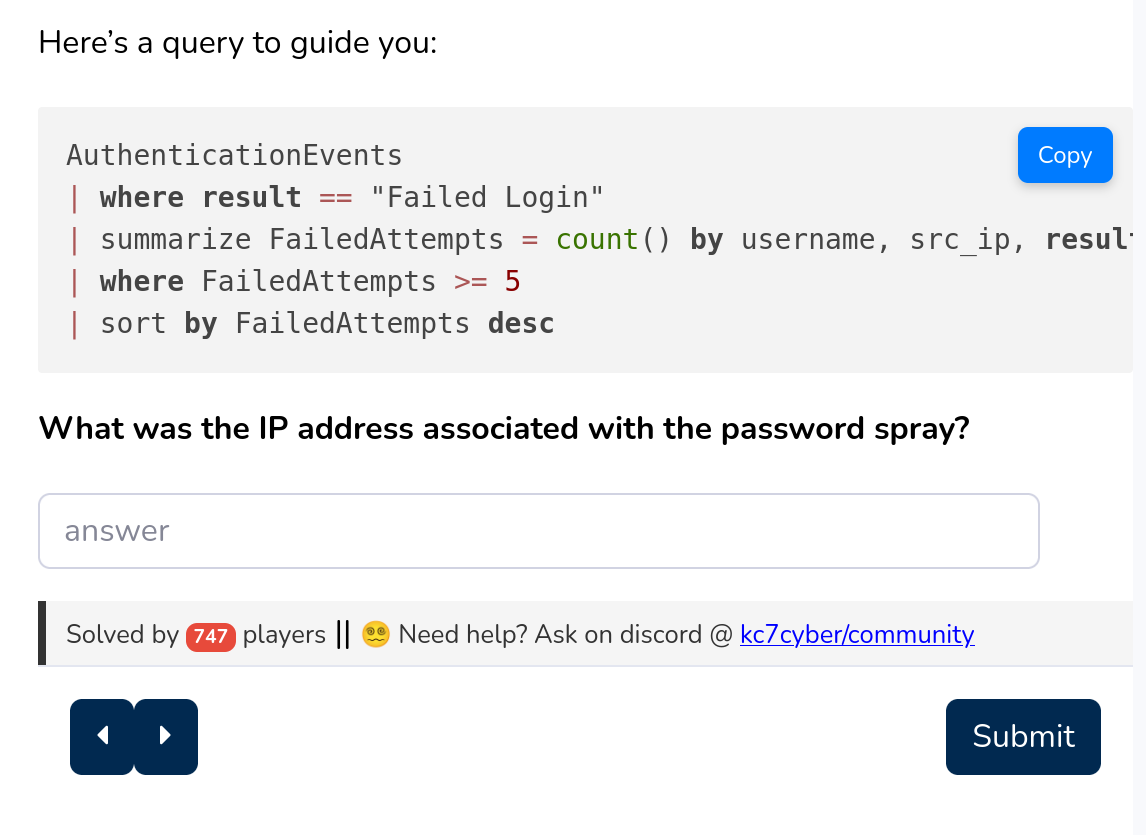 Here’s a query to guide you:
AuthenticationEvents
Copy
| where result == "Failed Login"
| summarize FailedAttempts = count() by username, src_ip, result
| where FailedAttempts >= 5
| sort by FailedAttempts desc
What was the IP address associated with the password spray?
answer
Solved by 747 players || 😵‍💫 Need help? Ask on discord @ kc7cyber/community
Submit